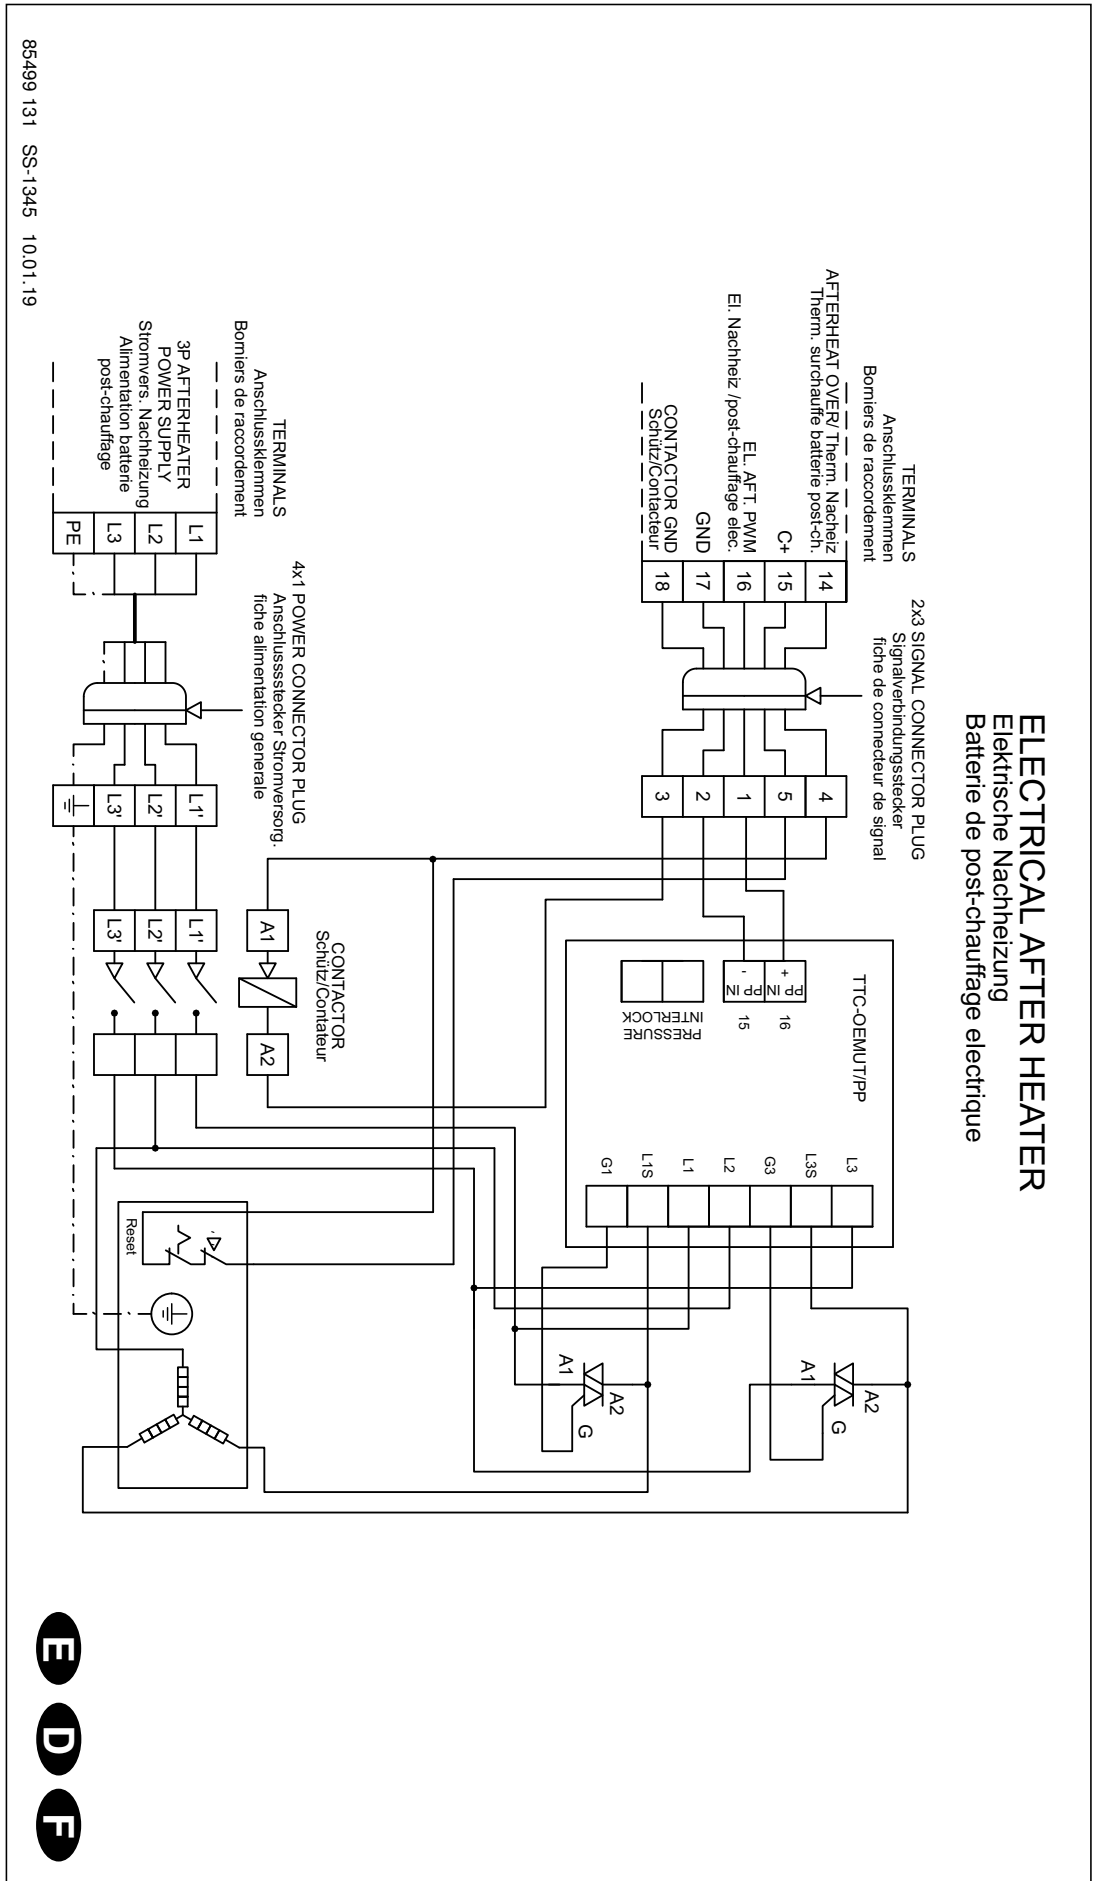 ELECTRICAL AFTER HEATER
Elektrische Nachheizung
Batterie de post-chauffage electrique
TERMINALS
Anschlussklemmen
Borniers de raccordement
2x3 SIGNAL CONNECTOR PLUG
Signalverbindungsstecker
fiche de connecteur de signal
AFTERHEAT OVER/ Therm. Nacheiz
Therm. surchauffe batterie post-ch.
C+
EL. AFT. PWM
El. Nachheiz /post-chauffage elec.
GND
CONTACTOR GND
Schütz/Contacteur
14
15
16
17
18
4
5
1
2
3
TTC-OEMUT/PP
+ PP IN
- PP IN
16
15
PRESSURE
INTERLOCK
L3
L3S
G3
L2
L1
L1S
G1
A1
A2
G
A1
A2
G
TERMINALS
Anschlussklemmen
Borniers de raccordement
4x1 POWER CONNECTOR PLUG
Anschlussstecker Stromversorg.
fiche alimentation generale
3P AFTERHEATER
POWER SUPPLY
Stromvers. Nachheizung
Alimentation batterie
post-chauffage
L1
L2
L3
PE
L1'
L2'
L3'
CONTACTOR
Schütz/Contateur
A1
A2
L1'
L2'
L3'
Reset
85499 131 SS-1345 10.01.19
E D F